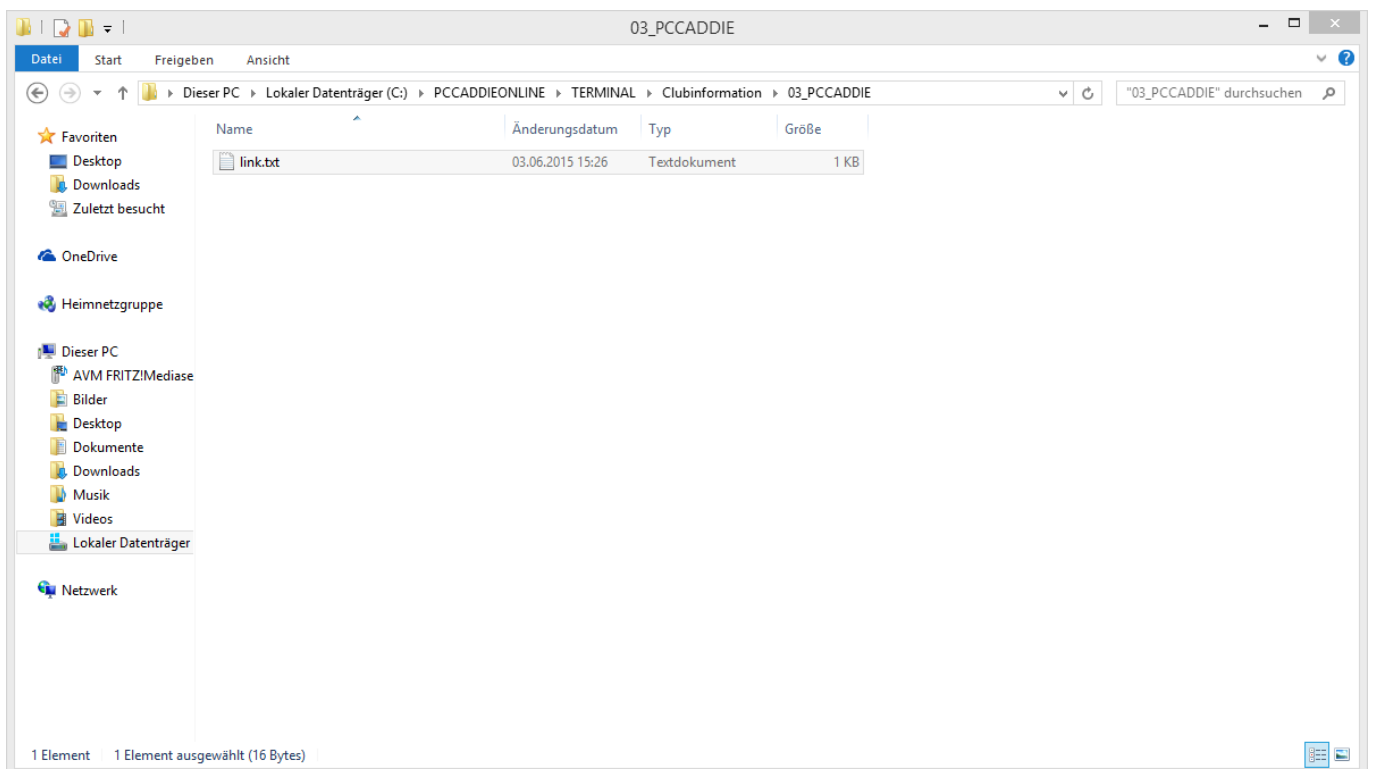 03_PCCADDIE
Datei Start Freigeben Ansicht
Dieser PC Lokaler Datenträger (C:) PCCADDIEONLINE TERMINAL Clubinformation 03_PCCADDIE "03_PCCADDIE" durchsuchen
Favoriten
Desktop
Downloads
Zuletzt besucht
OneDrive
Heimnetzgruppe
Dieser PC
AVM FRITZ!Mediase
Bilder
Desktop
Dokumente
Downloads
Musik
Videos
Lokaler Datenträger
Netzwerk
Name Änderungsdatum Typ Größe
link.txt 03.06.2015 15:26 Textdokument 1 KB
1 Element 1 Element ausgewählt (16 Bytes)